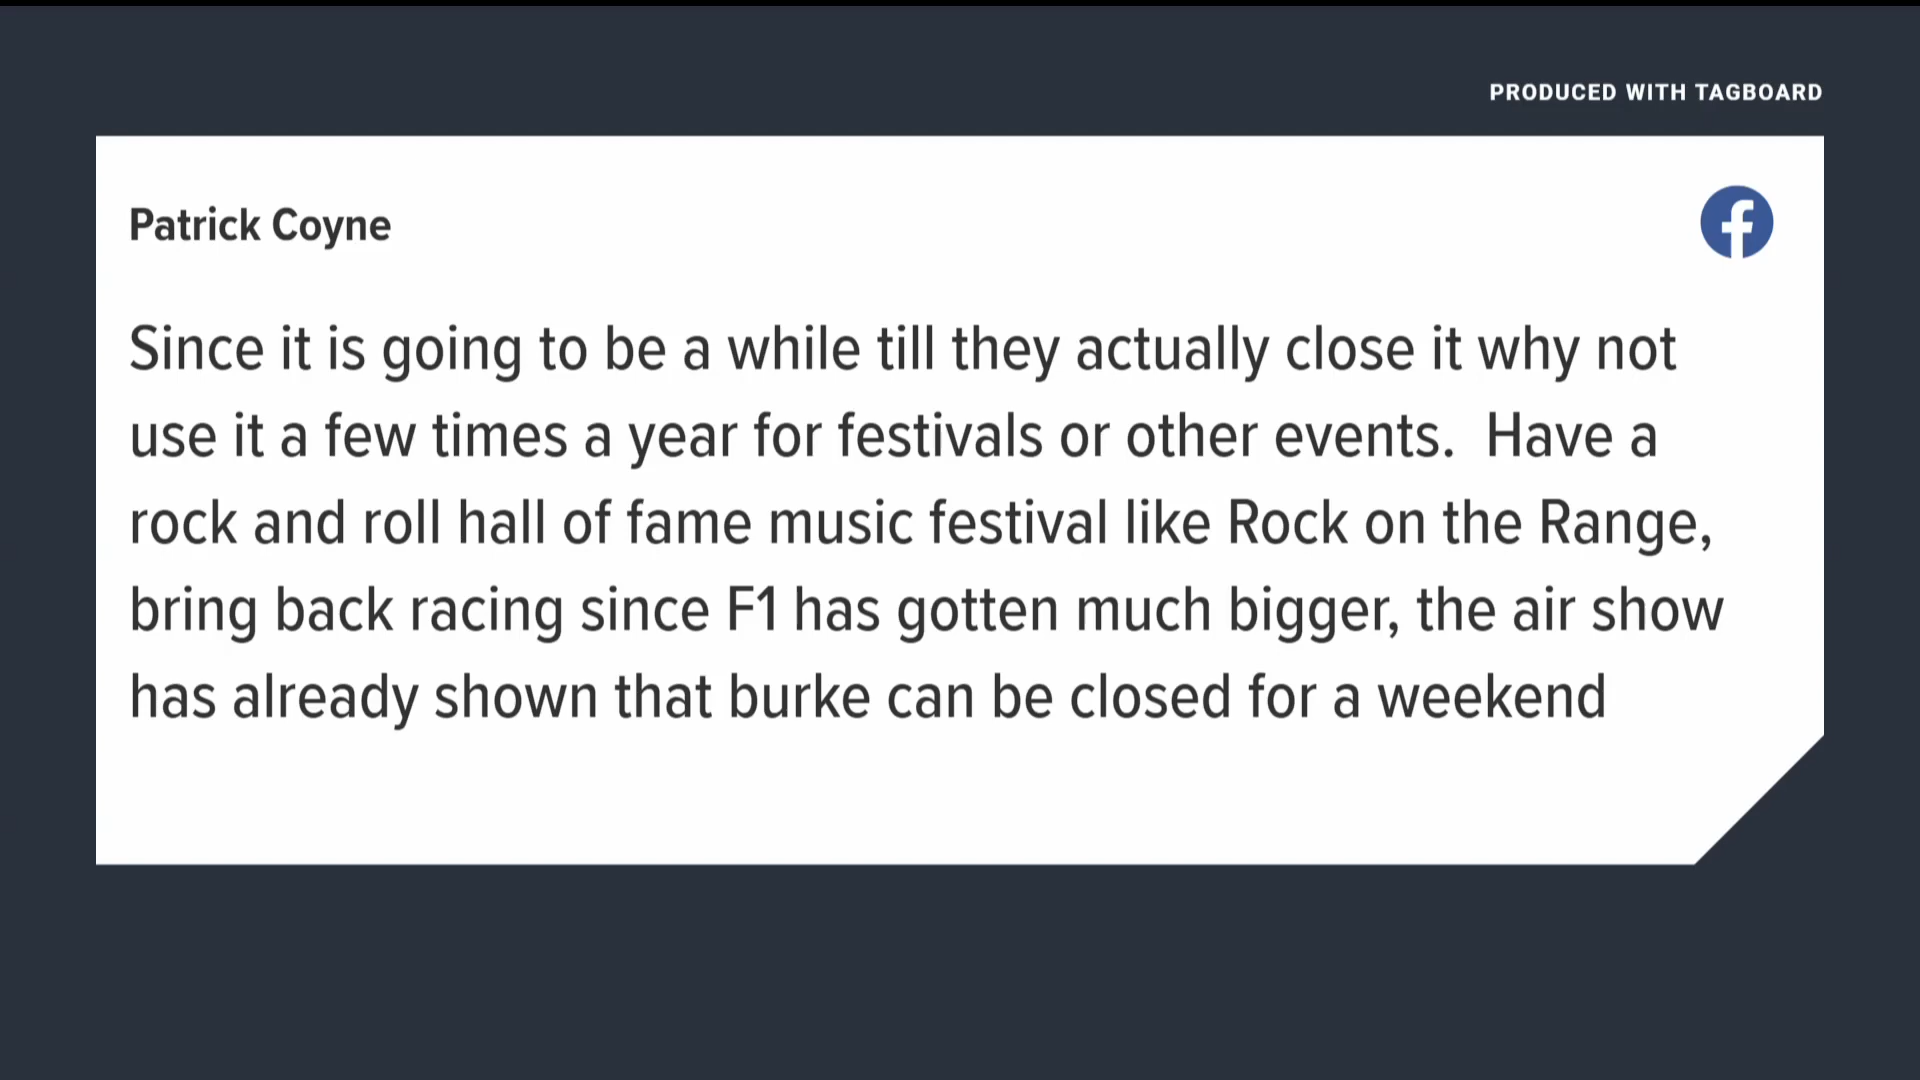 PRODUCED WITH TAGBOARD
Patrick Coyne
Since it is going to be a while till they actually close it why not
use it a few times a year for festivals or other events.  Have a
rock and roll hall of fame music festival like Rock on the Range,
bring back racing since F1 has gotten much bigger, the air show
has already shown that burke can be closed for a weekend